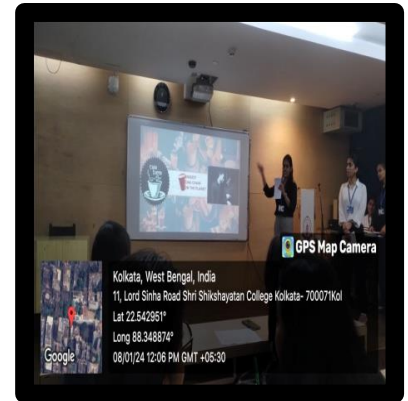 GPS Map Camera
Kolkata, West Bengal, India
11, Lord Sinha Road Shri Shikshayatan College Kolkata- 700071Kol
Lat 22.542951°
Long 88.348874°
08/01/24 12:06 PM GMT +05:30
Google